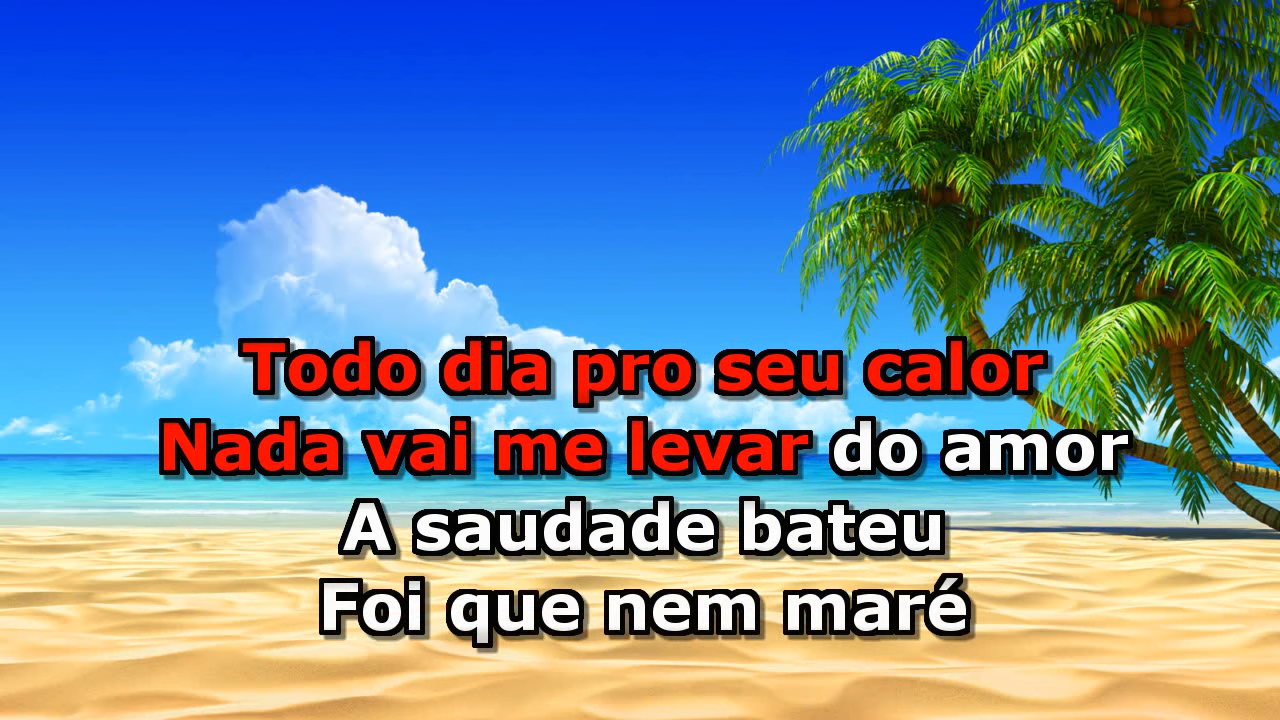 Todo dia pro seu calor
Nada vai me levar do amor
A saudade bateu
Foi que nem maré